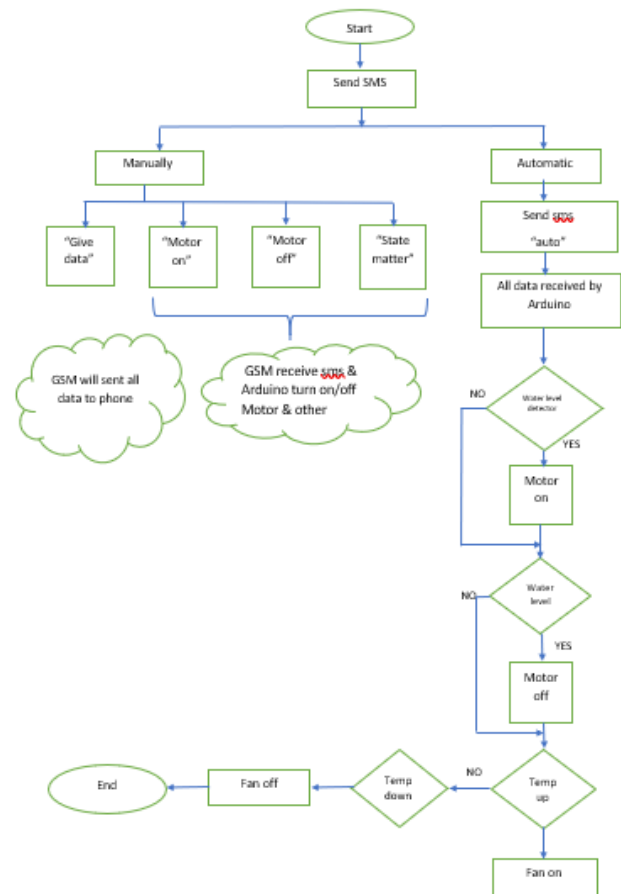 Start
Send SMS
Manually
Automatic
"Give
data"
"Motor
on"
"Motor
off"
"State
matter"
Send sms
"auto"
All data received by
Arduino
GSM will sent all
data to phone
GSM receive sms &
Arduino turn on/off
Motor & other
NO
Water level
detector
YES
Motor
on
NO
Water
level
YES
Motor
off
End
Fan off
Temp
down
NO
Temp
up
Fan on